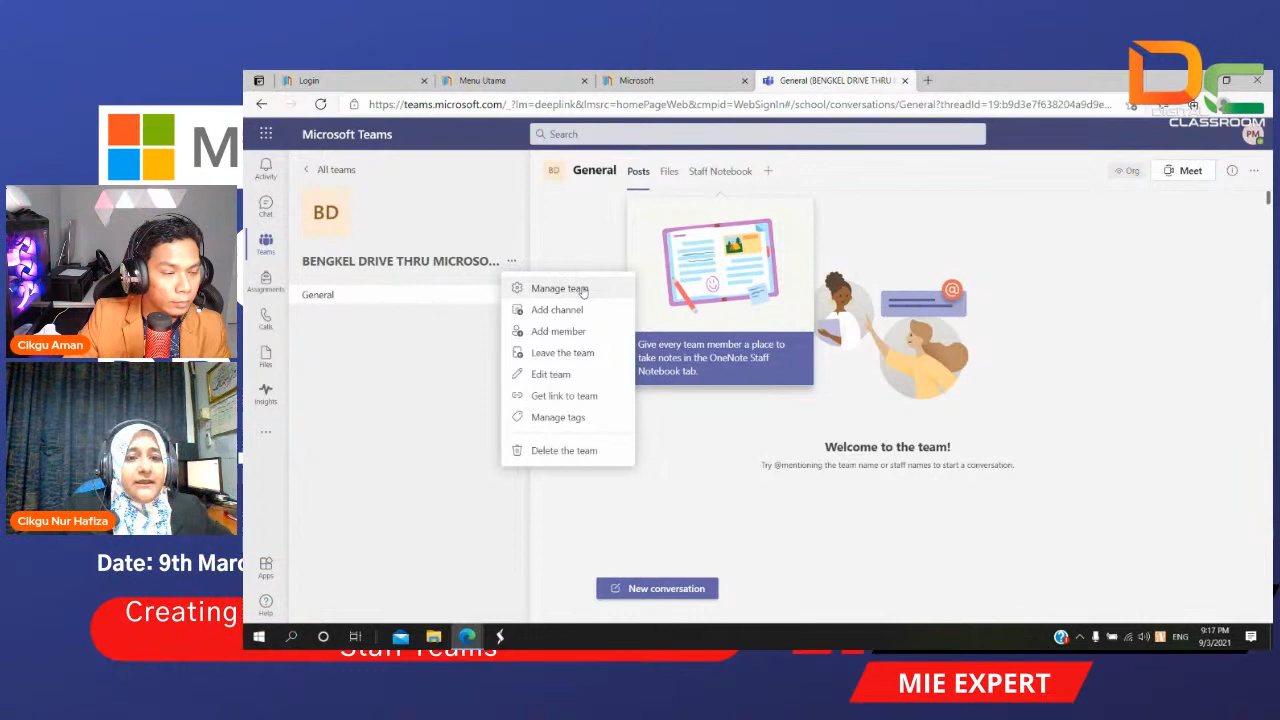 DC
DIGITAL
CLASSROOM
M
Login
Menu Utama
Microsoft
General (BENGKEL DRIVE THRU
https://teams.microsoft.com/_?lm=deeplink&lmsrc=homePageWeb&cmpid=WebSignIn#/school/conversations/General?threadId=19:b9d3e7f638204a9d9e...
Microsoft Teams
Search
PM
Activity
Chat
Teams
Assignments
Calls
Files
Insights
Apps
Help
All teams
BD
BENGKEL DRIVE THRU MICROSO...
General
BD
General
Posts
Files
Staff Notebook
Org
Meet
Manage team
Add channel
Add member
Leave the team
Edit team
Get link to team
Manage tags
Delete the team
Give every team member a place to
take notes in the OneNote Staff
Notebook tab.
@
Welcome to the team!
Try @mentioning the team name or staff names to start a conversation.
New conversation
ENG
9:17 PM
9/3/2021
Cikgu Aman
Cikgu Nur Hafiza
Date: 9th Marc
Creating
Staff Teams
MIE EXPERT